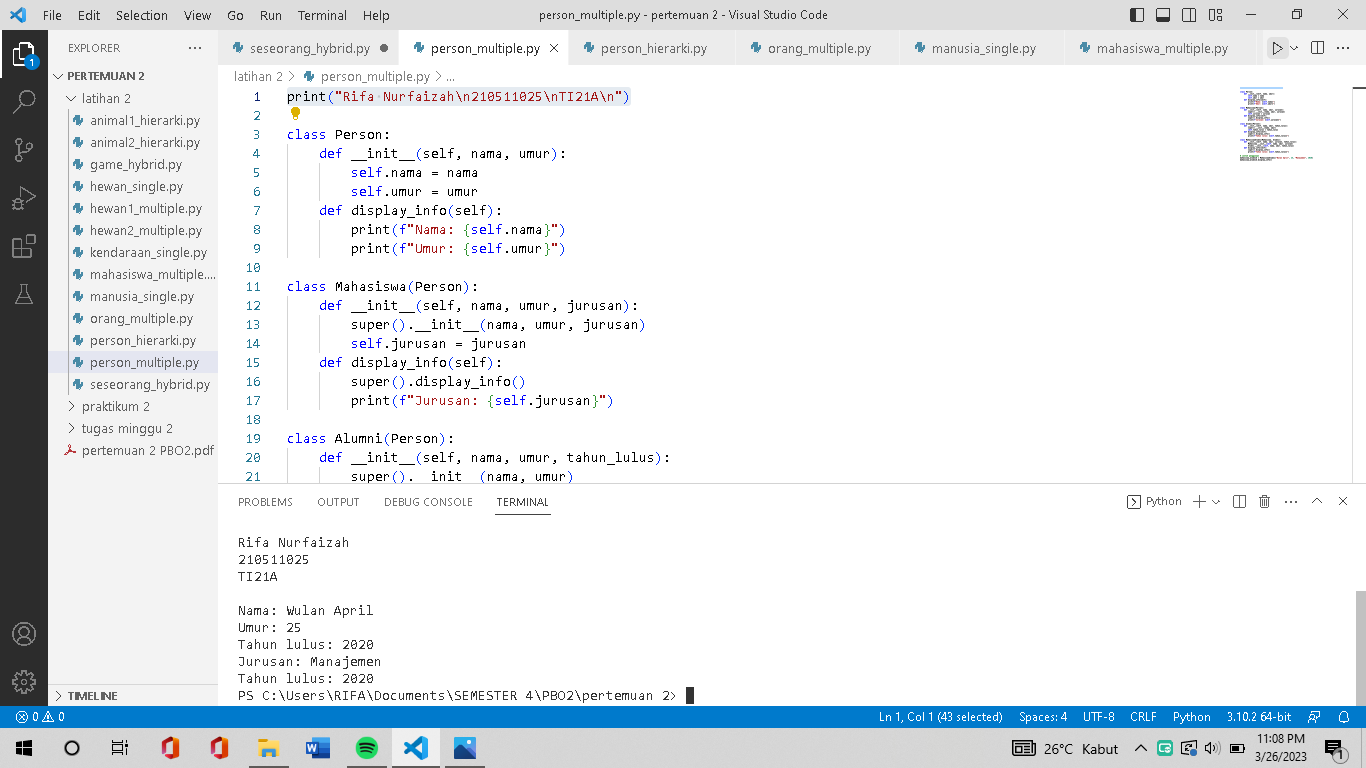 File Edit Selection View Go Run Terminal Help person_multiple.py - pertemuan 2 - Visual Studio Code
EXPLORER
PERTEMUAN 2
latihan 2
animal1_hierarki.py
animal2_hierarki.py
game_hybrid.py
hewan_single.py
hewan1_multiple.py
hewan2_multiple.py
kendaraan_single.py
mahasiswa_multiple....
manusia_single.py
orang_multiple.py
person_hierarki.py
person_multiple.py
seseorang_hybrid.py
praktikum 2
tugas minggu 2
pertemuan 2 PBO2.pdf
TIMELINE
1
seseorang_hybrid.py person_multiple.py person_hierarki.py orang_multiple.py manusia_single.py mahasiswa_multiple.py
latihan 2 > person_multiple.py > ...
1 print("Rifa Nurfaizah\n210511025\nTI21A\n")
2
3 class Person:
4     def __init__(self, nama, umur):
5         self.nama = nama
6         self.umur = umur
7     def display_info(self):
8         print(f"Nama: {self.nama}")
9         print(f"Umur: {self.umur}")
10
11 class Mahasiswa(Person):
12     def __init__(self, nama, umur, jurusan):
13         super().__init__(nama, umur, jurusan)
14         self.jurusan = jurusan
15     def display_info(self):
16         super().display_info()
17         print(f"Jurusan: {self.jurusan}")
18
19 class Alumni(Person):
20     def __init__(self, nama, umur, tahun_lulus):
21         super().__init__(nama, umur)
PROBLEMS OUTPUT DEBUG CONSOLE TERMINAL Python
Rifa Nurfaizah
210511025
TI21A
Nama: Wulan April
Umur: 25
Tahun lulus: 2020
Jurusan: Manajemen
Tahun lulus: 2020
PS C:\Users\RIFA\Documents\SEMESTER 4\PBO2\pertemuan 2>
0 0 Ln 1, Col 1 (43 selected) Spaces: 4 UTF-8 CRLF Python 3.10.2 64-bit
26°C Kabut 11:08 PM
3/26/2023
1